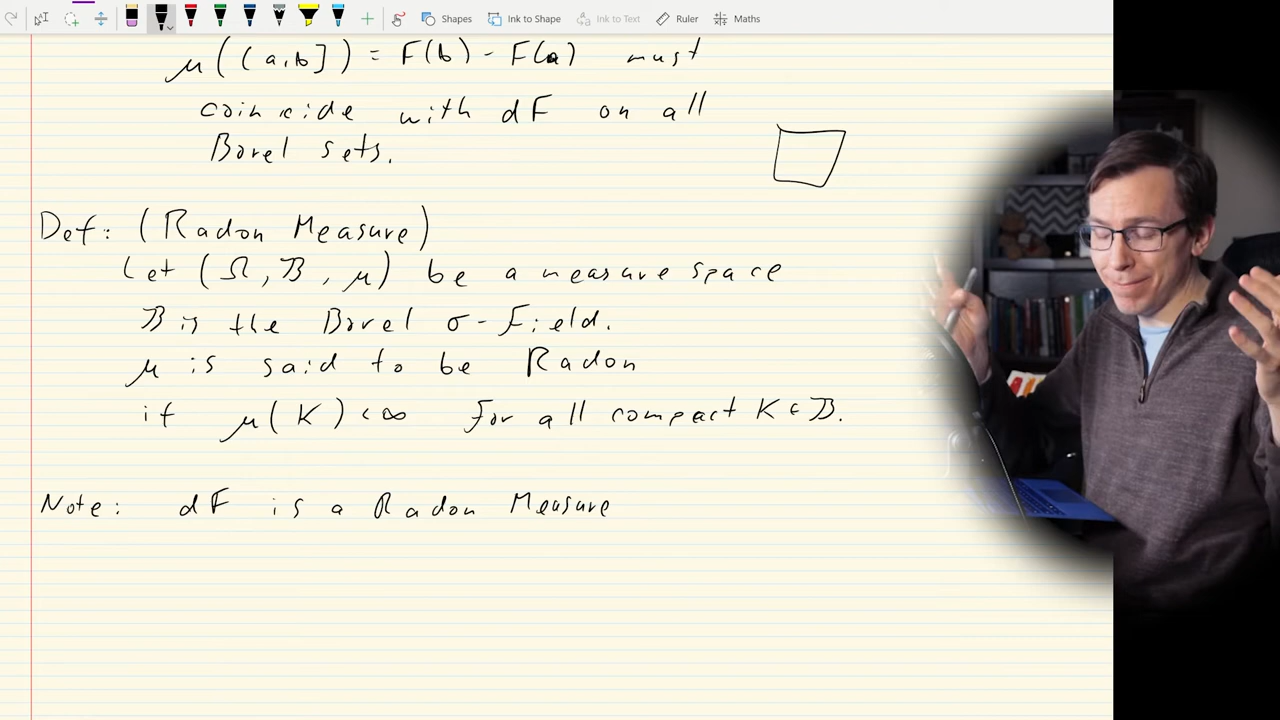 Shapes Ink to Shape Ink to Text Ruler Maths
μ((a,b]) = F(b) - F(a) must
coincide with dF on all
Borel sets.
Def: (Radon Measure)
Let (Ω, B, μ) be a measure space
B is the Borel σ-Field.
μ is said to be Radon
if μ(K) < ∞ for all compact K ∈ B.
Note: dF is a Radon Measure